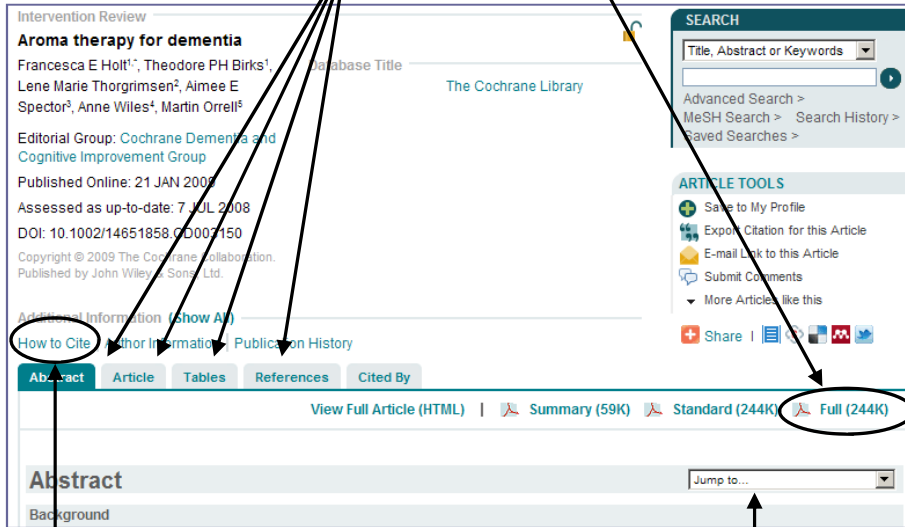 Intervention Review
Aroma therapy for dementia
Francesca E Holt1,*, Theodore PH Birks1,
Lene Marie Thorgrimsen2, Aimee E
Spector3, Anne Wiles4, Martin Orrell5
Editorial Group: Cochrane Dementia and
Cognitive Improvement Group
Published Online: 21 JAN 2009
Assessed as up-to-date: 7 JUL 2008
DOI: 10.1002/14651858.CD003150
Copyright © 2009 The Cochrane Collaboration.
Published by John Wiley & Sons, Ltd.
Database Title
The Cochrane Library
Additional Information (Show All)
How to Cite | Author Information | Publication History
SEARCH
Title, Abstract or Keywords
Advanced Search >
MeSH Search > Search History >
Saved Searches >
ARTICLE TOOLS
Save to My Profile
Export Citation for this Article
E-mail Link to this Article
Submit Comments
More Articles like this
Share |
Abstract Article Tables References Cited By
View Full Article (HTML) | Summary (59K) Standard (244K) Full (244K)
Abstract
Jump to...
Background